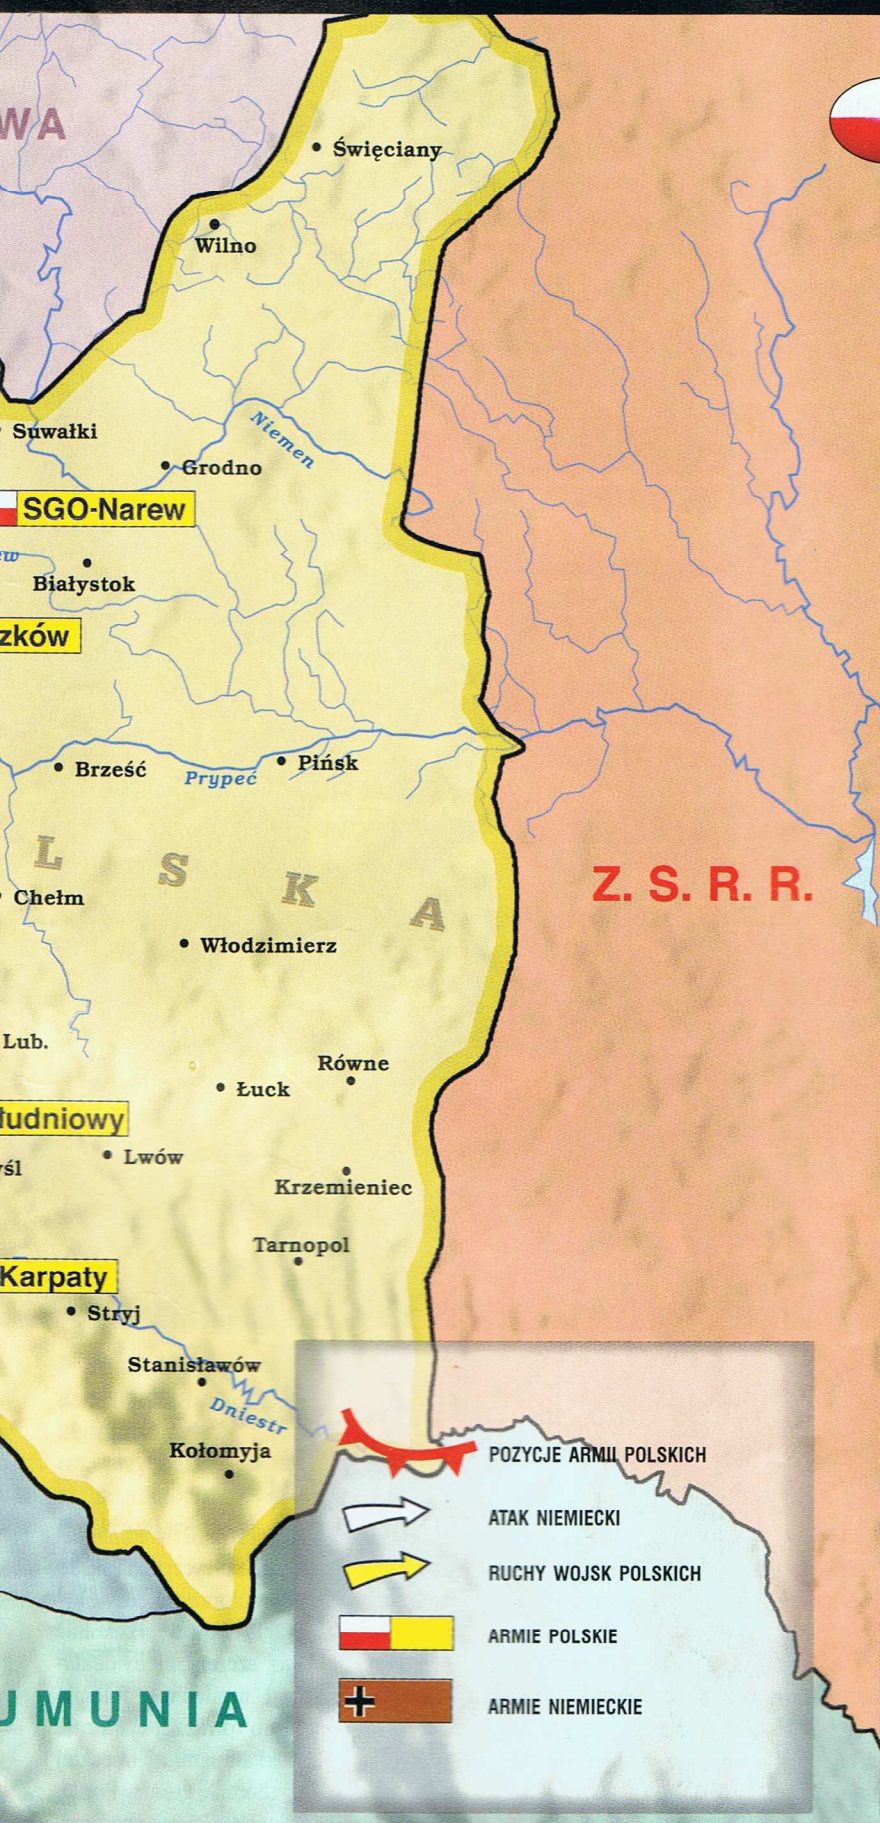 WA
Święciany
Wilno
Suwałki
Niemen
Grodno
SGO-Narew
ew
Białystok
zków
Brześć
Prypeć
Pińsk
L S K A
Z. S. R. R.
Chełm
Włodzimierz
Lub.
Równe
Łuck
łudniowy
Lwów
yśl
Krzemieniec
Tarnopol
Karpaty
Stryj
Stanisławów
Dniestr
Kołomyja
POZYCJE ARMII POLSKICH
ATAK NIEMIECKI
RUCHY WOJSK POLSKICH
ARMIE POLSKIE
ARMIE NIEMIECKIE
UMUNIA